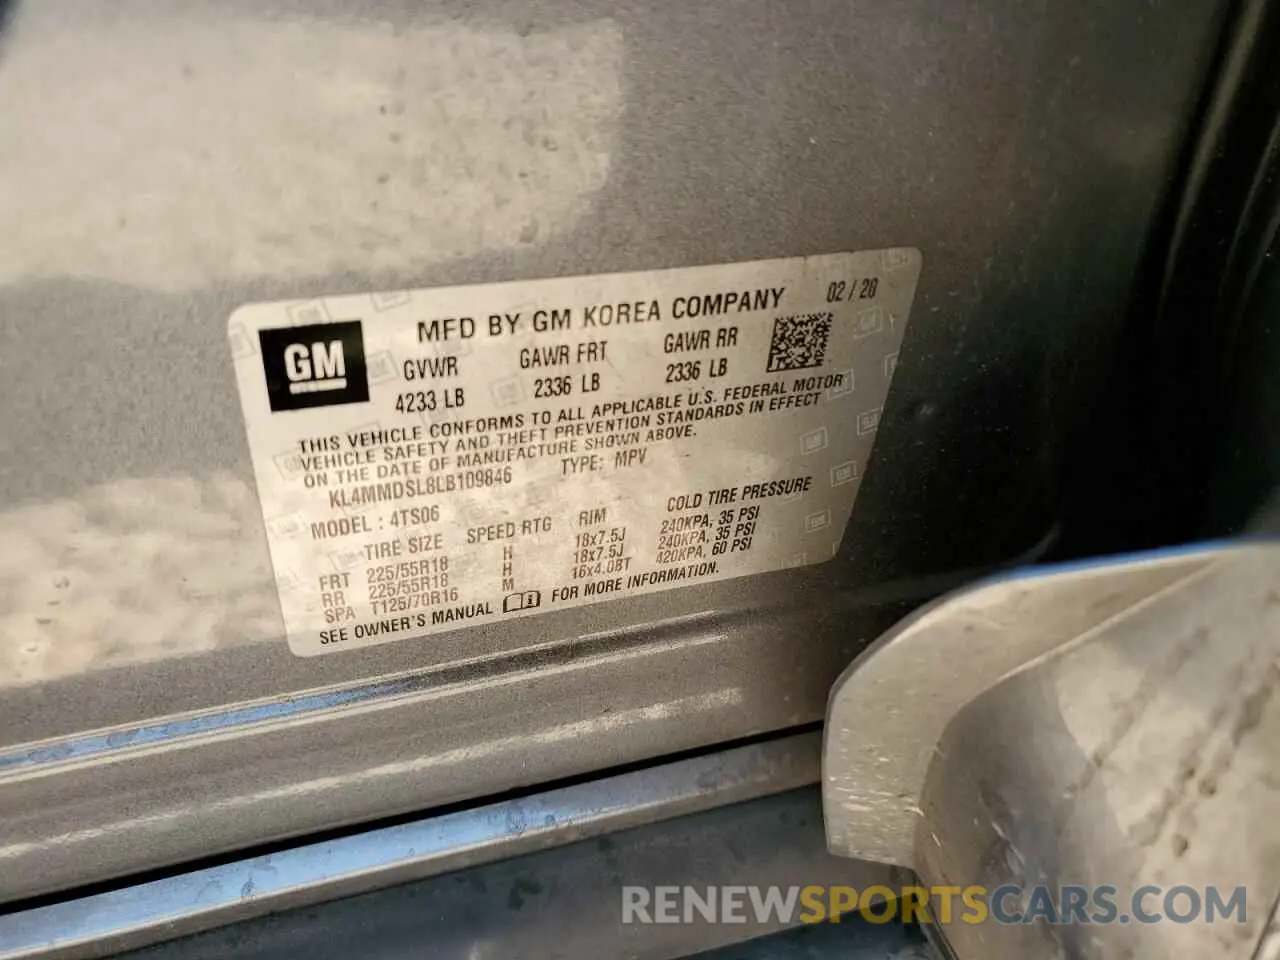 MFD BY GM KOREA COMPANY 02 / 20
GM
GVWR GAWR FRT GAWR RR
4233 LB 2336 LB 2336 LB
THIS VEHICLE CONFORMS TO ALL APPLICABLE U.S. FEDERAL MOTOR
VEHICLE SAFETY AND THEFT PREVENTION STANDARDS IN EFFECT
ON THE DATE OF MANUFACTURE SHOWN ABOVE.
KL4MMDSL8LB109846 TYPE: MPV
MODEL : 4TS06
TIRE SIZE SPEED RTG RIM COLD TIRE PRESSURE
FRT 225/55R18 H 18x7.5J 240KPA, 35 PSI
RR 225/55R18 H 18x7.5J 240KPA, 35 PSI
SPA T125/70R16 M 16x4.0BT 420KPA, 60 PSI
SEE OWNER'S MANUAL FOR MORE INFORMATION.
RENEWSPORTSCARS.COM